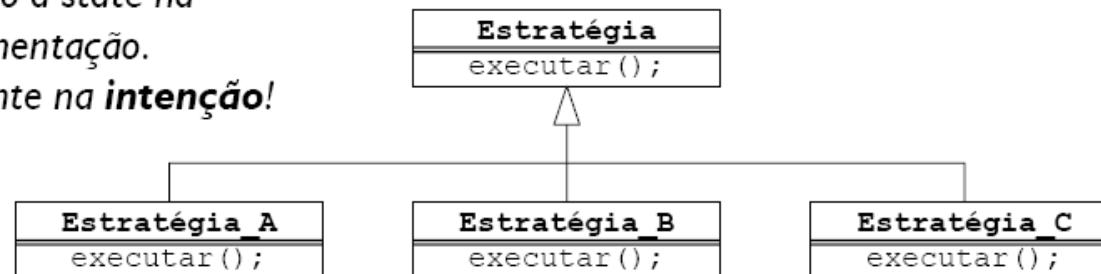 a state na
mentação.
nte na intenção!
Estratégia
executar();
Estratégia_A
executar();
Estratégia_B
executar();
Estratégia_C
executar();